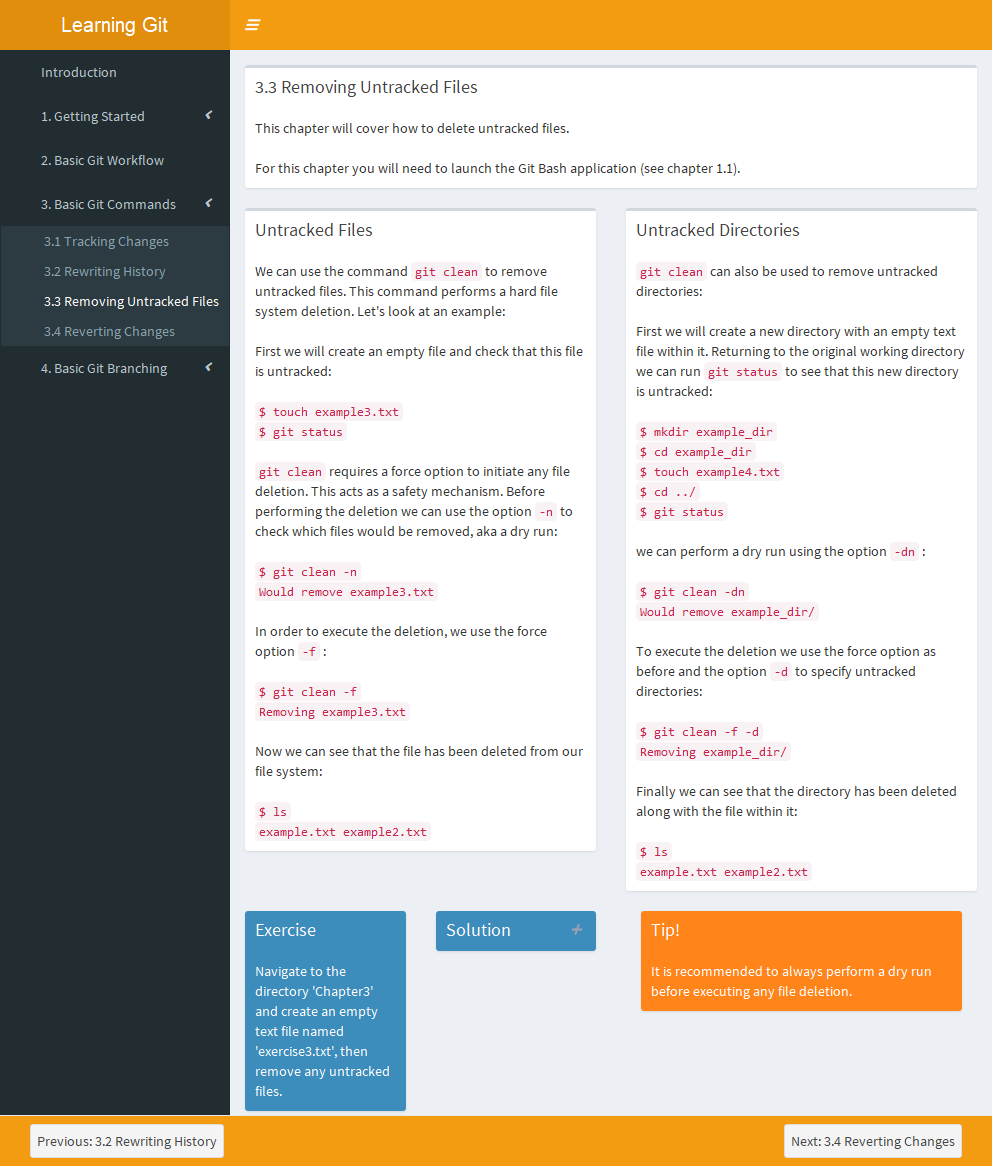 Learning Git
Introduction
1. Getting Started
2. Basic Git Workflow
3. Basic Git Commands
3.1 Tracking Changes
3.2 Rewriting History
3.3 Removing Untracked Files
3.4 Reverting Changes
4. Basic Git Branching
3.3 Removing Untracked Files
This chapter will cover how to delete untracked files.
For this chapter you will need to launch the Git Bash application (see chapter 1.1).
Untracked Files
We can use the command git clean to remove
untracked files. This command performs a hard file
system deletion. Let's look at an example:
First we will create an empty file and check that this file
is untracked:
$ touch example3.txt
$ git status
git clean requires a force option to initiate any file
deletion. This acts as a safety mechanism. Before
performing the deletion we can use the option -n to
check which files would be removed, aka a dry run:
$ git clean -n
Would remove example3.txt
In order to execute the deletion, we use the force
option -f :
$ git clean -f
Removing example3.txt
Now we can see that the file has been deleted from our
file system:
$ ls
example.txt example2.txt
Untracked Directories
git clean can also be used to remove untracked
directories:
First we will create a new directory with an empty text
file within it. Returning to the original working directory
we can run git status to see that this new directory
is untracked:
$ mkdir example_dir
$ cd example_dir
$ touch example4.txt
$ cd ../
$ git status
we can perform a dry run using the option -dn :
$ git clean -dn
Would remove example_dir/
To execute the deletion we use the force option as
before and the option -d to specify untracked
directories:
$ git clean -f -d
Removing example_dir/
Finally we can see that the directory has been deleted
along with the file within it:
$ ls
example.txt example2.txt
Exercise
Navigate to the
directory 'Chapter3'
and create an empty
text file named
'exercise3.txt', then
remove any untracked
files.
Solution
Tip!
It is recommended to always perform a dry run
before executing any file deletion.
Previous: 3.2 Rewriting History
Next: 3.4 Reverting Changes